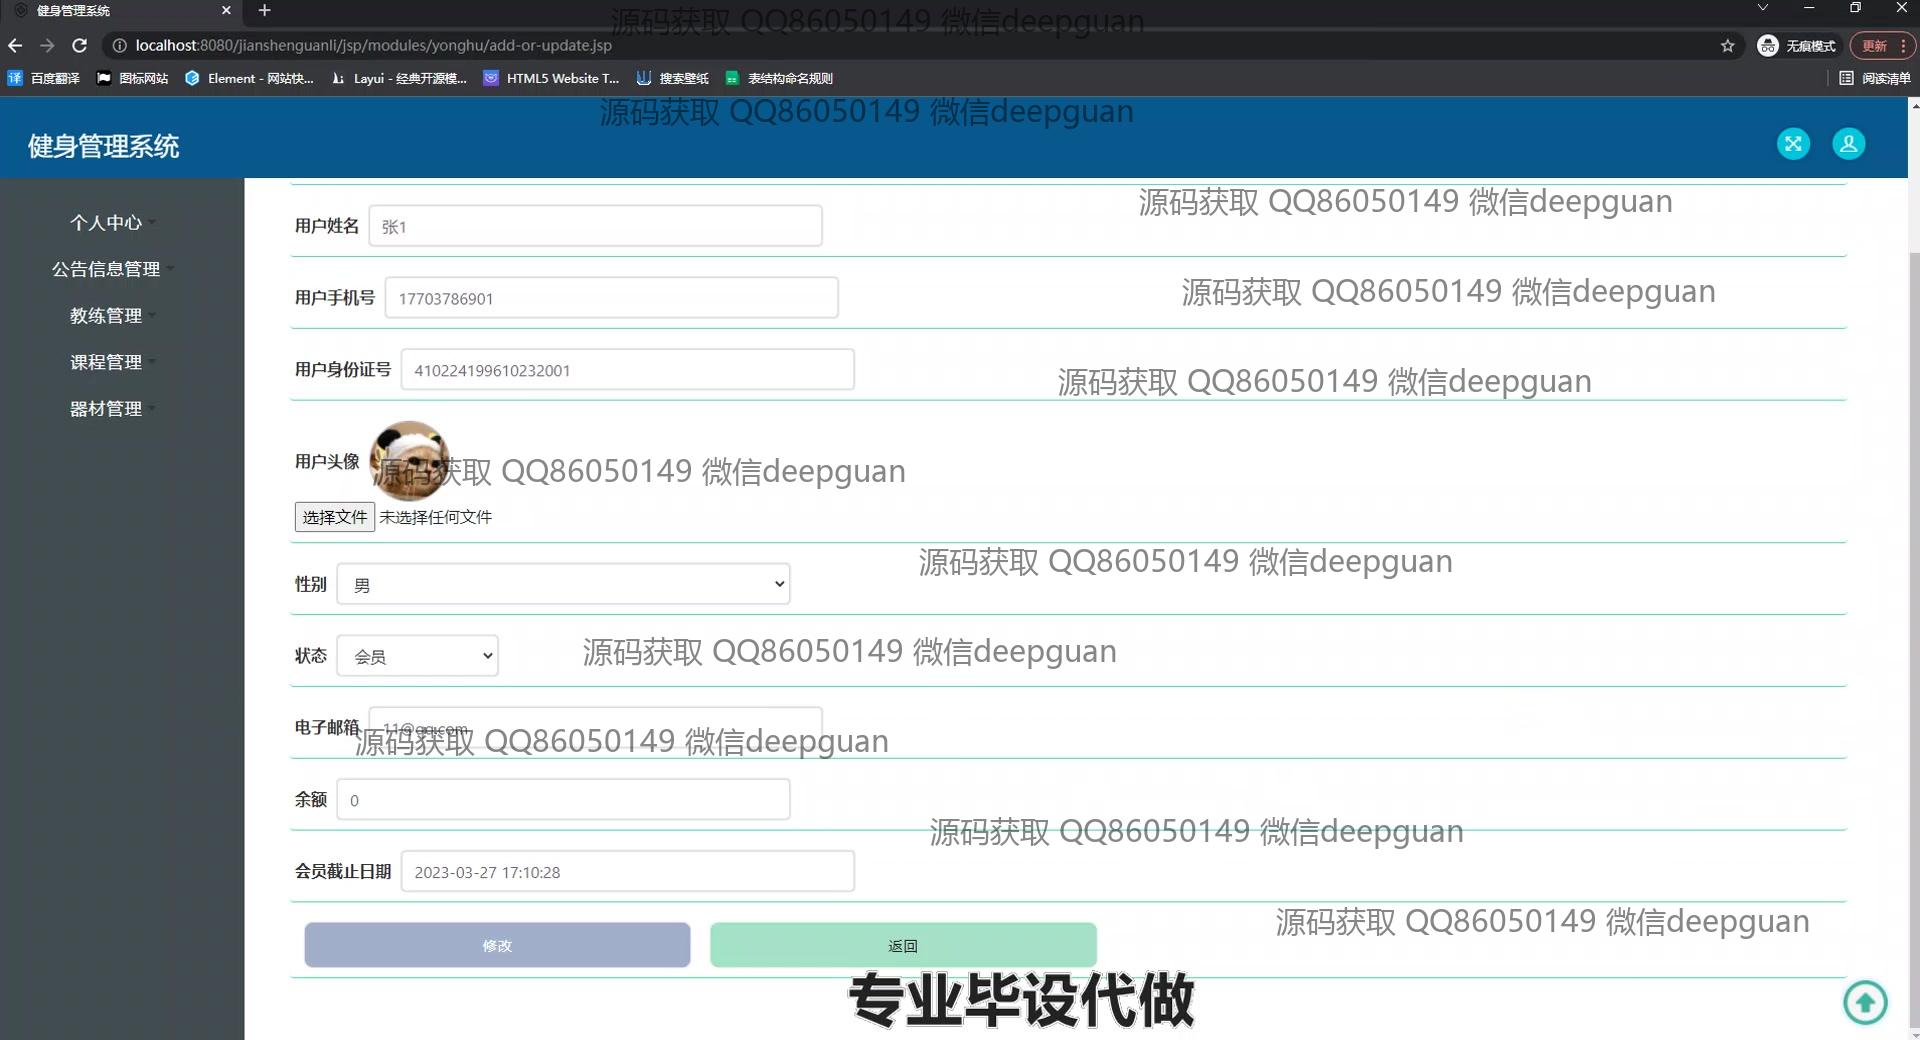 健身管理系统
源码获取 QQ86050149 微信deepguan
localhost:8080/jianshenguanli/jsp/modules/yonghu/add-or-update.jsp
无痕模式
更新
百度翻译
图标网站
Element - 网站快...
Layui - 经典开源模...
HTML5 Website T...
搜索壁纸
表结构命名规则
阅读清单
源码获取 QQ86050149 微信deepguan
健身管理系统
个人中心
公告信息管理
教练管理
课程管理
器材管理
源码获取 QQ86050149 微信deepguan
用户姓名 张1
源码获取 QQ86050149 微信deepguan
用户手机号 17703786901
用户身份证号 410224199610232001
源码获取 QQ86050149 微信deepguan
用户头像
源码获取 QQ86050149 微信deepguan
选择文件 未选择任何文件
源码获取 QQ86050149 微信deepguan
性别 男
状态 会员
源码获取 QQ86050149 微信deepguan
电子邮箱 11@qq.com
源码获取 QQ86050149 微信deepguan
余额 0
源码获取 QQ86050149 微信deepguan
会员截止日期 2023-03-27 17:10:28
源码获取 QQ86050149 微信deepguan
修改
返回
专业毕设代做